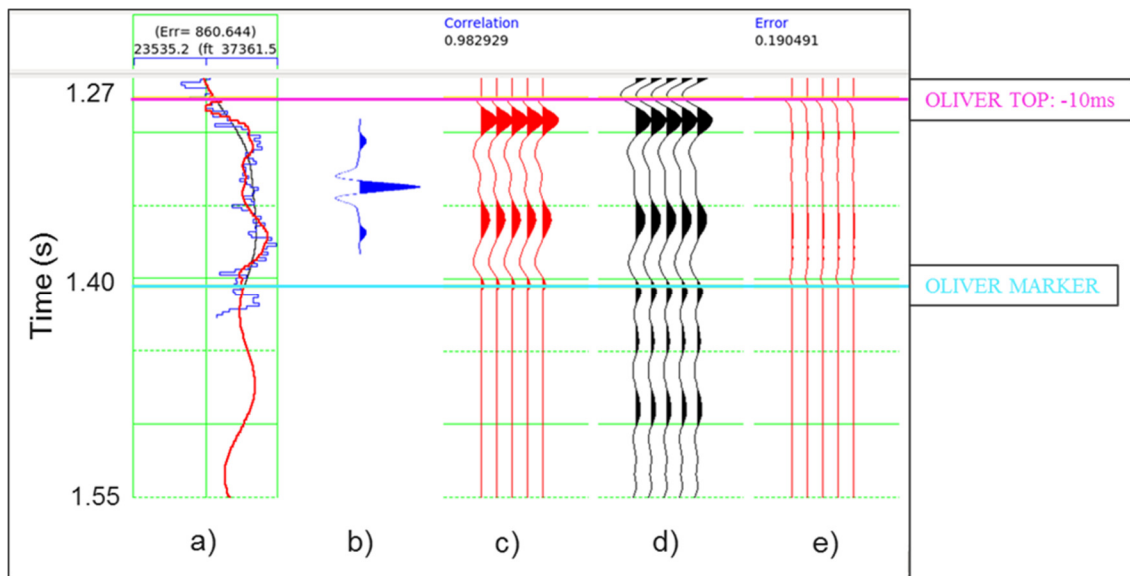 (Err= 860.644)
23535.2 (ft 37361.5
Correlation
0.982929
Error
0.190491
1.27
OLIVER TOP: -10ms
Time (s)
1.40
OLIVER MARKER
1.55
a) b) c) d) e)